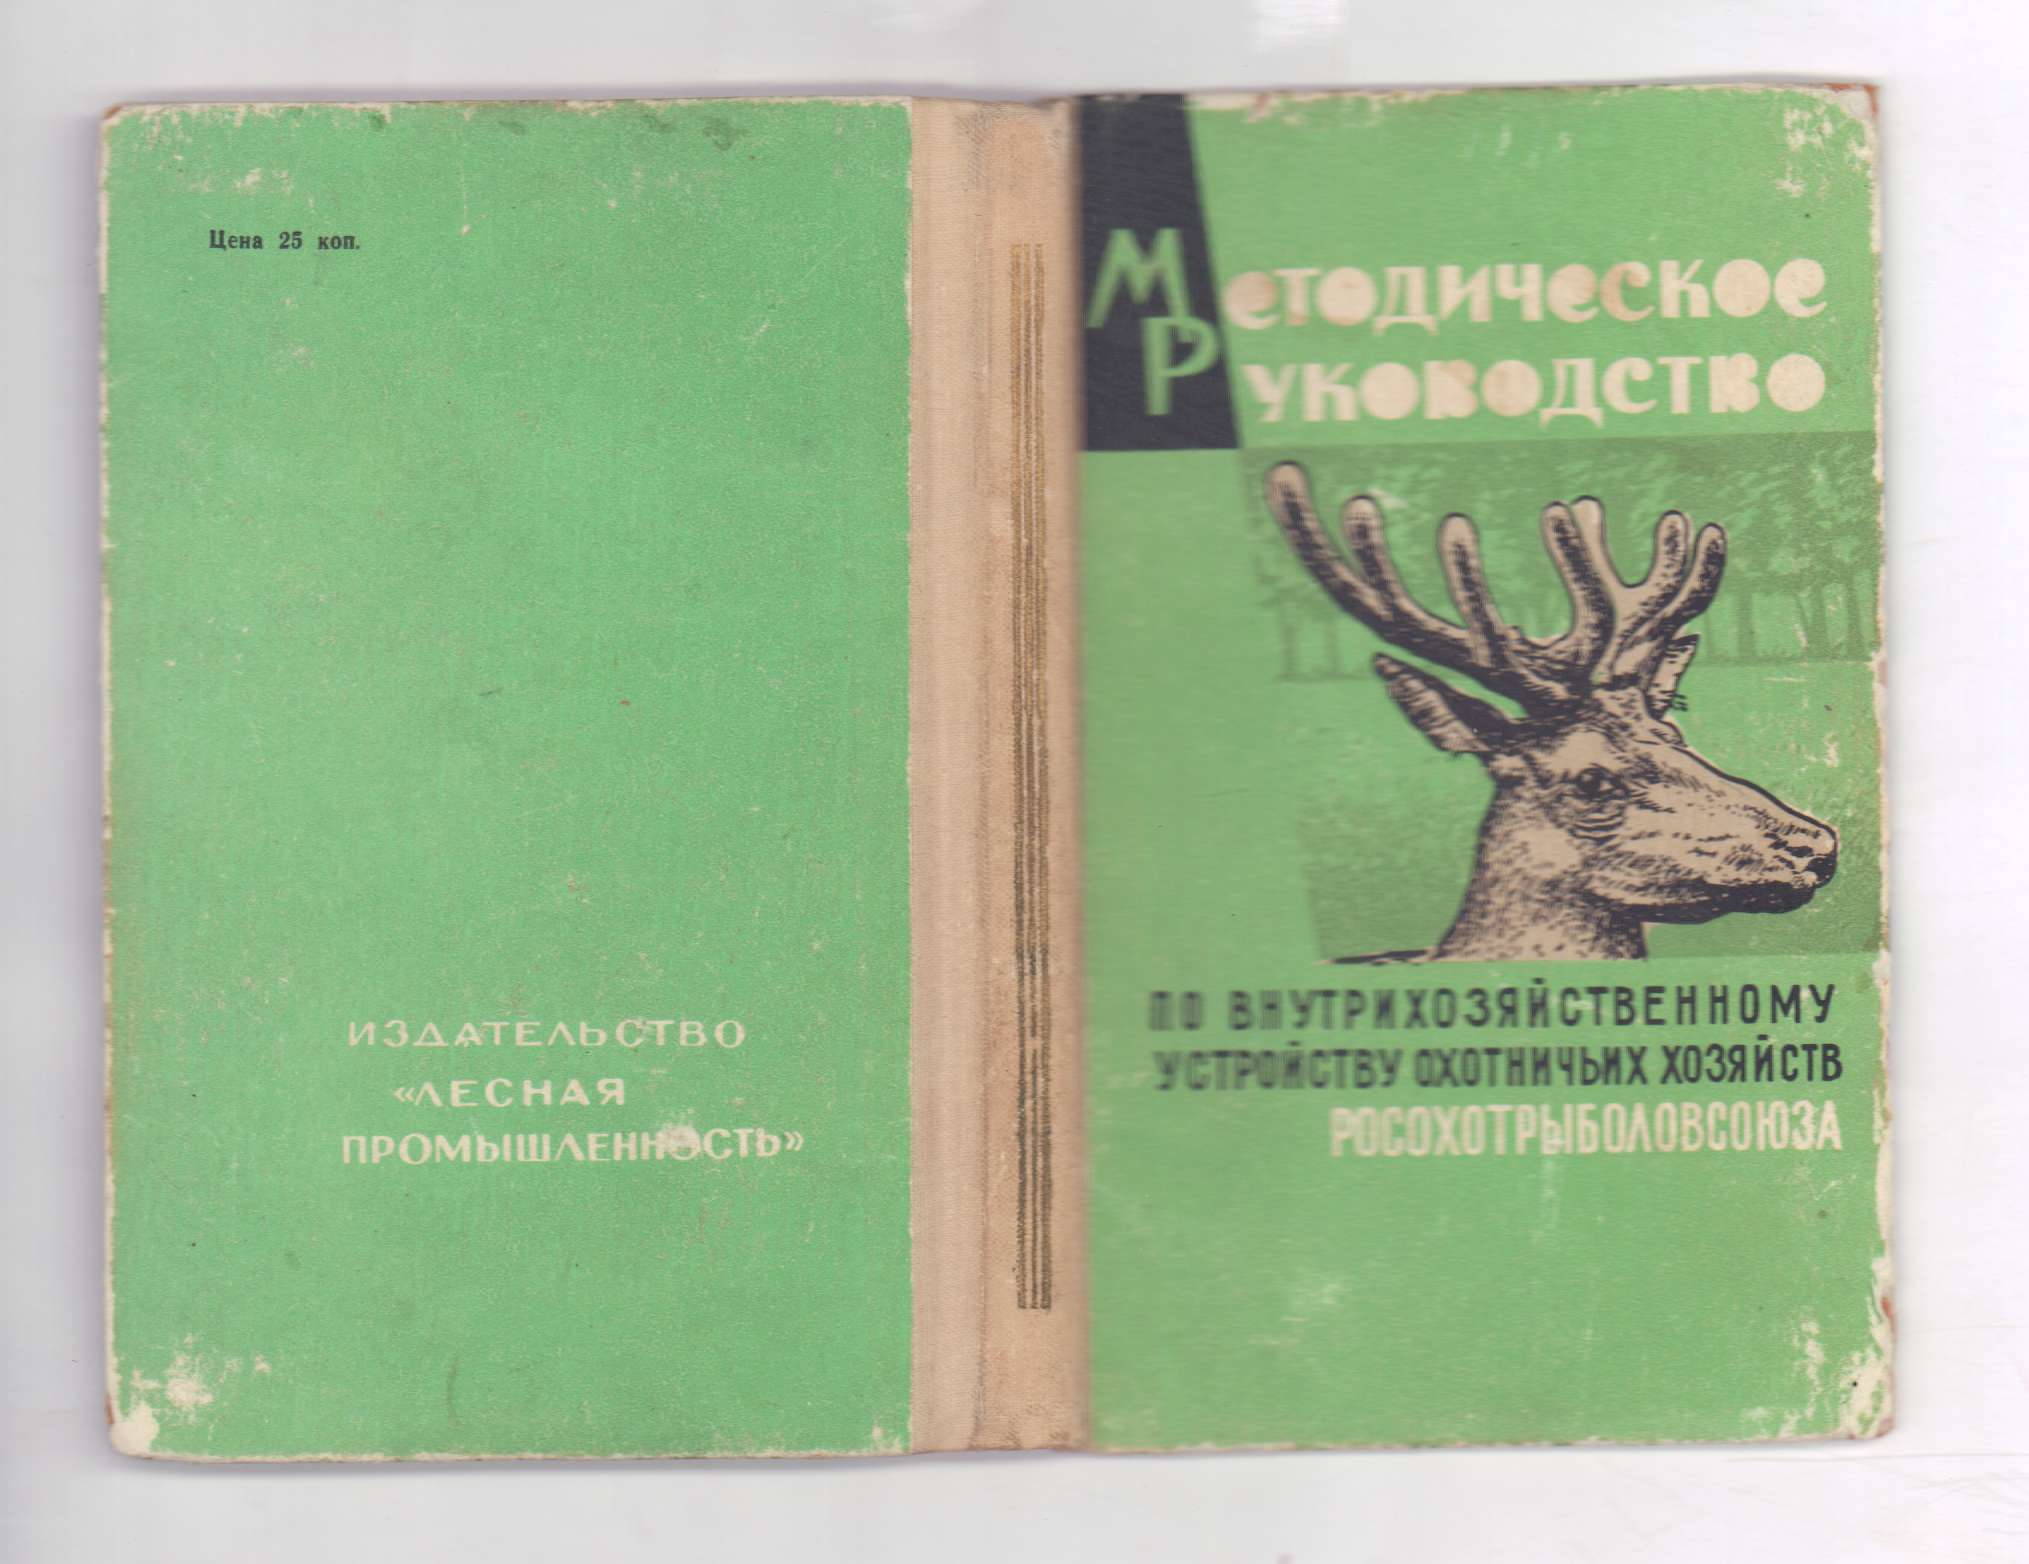 Цена 25 коп.
ИЗДАТЕЛЬСТВО
«ЛЕСНАЯ
ПРОМЫШЛЕННОСТЬ»
Методическое
Руководство
ПО ВНУТРИХОЗЯЙСТВЕННОМУ
УСТРОЙСТВУ ОХОТНИЧЬИХ ХОЗЯЙСТВ
РОСОХОТРЫБОЛОВСОЮЗА